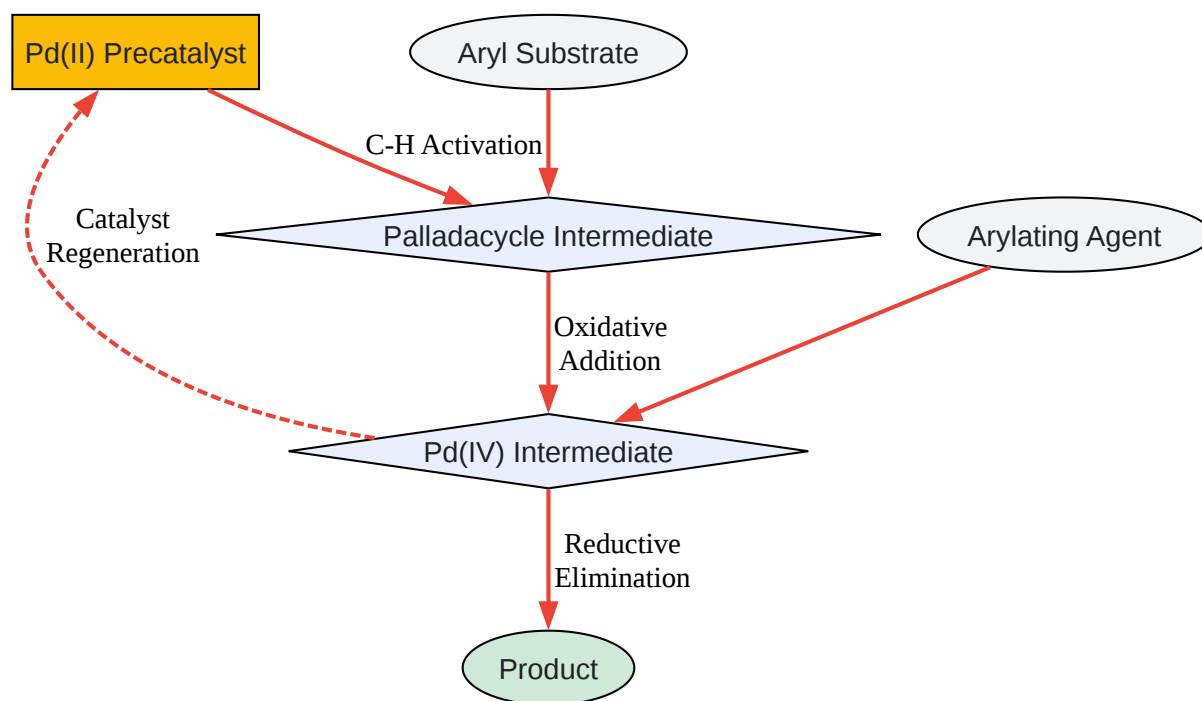 Pd(II) Precatalyst
Aryl Substrate
C-H Activation
Catalyst
Regeneration
Palladacycle Intermediate
Arylating Agent
Oxidative
Addition
Pd(IV) Intermediate
Reductive
Elimination
Product